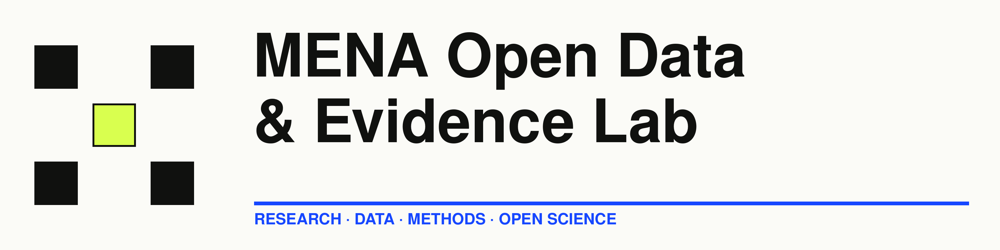 MENA Open Data
& Evidence Lab
RESEARCH · DATA · METHODS · OPEN SCIENCE